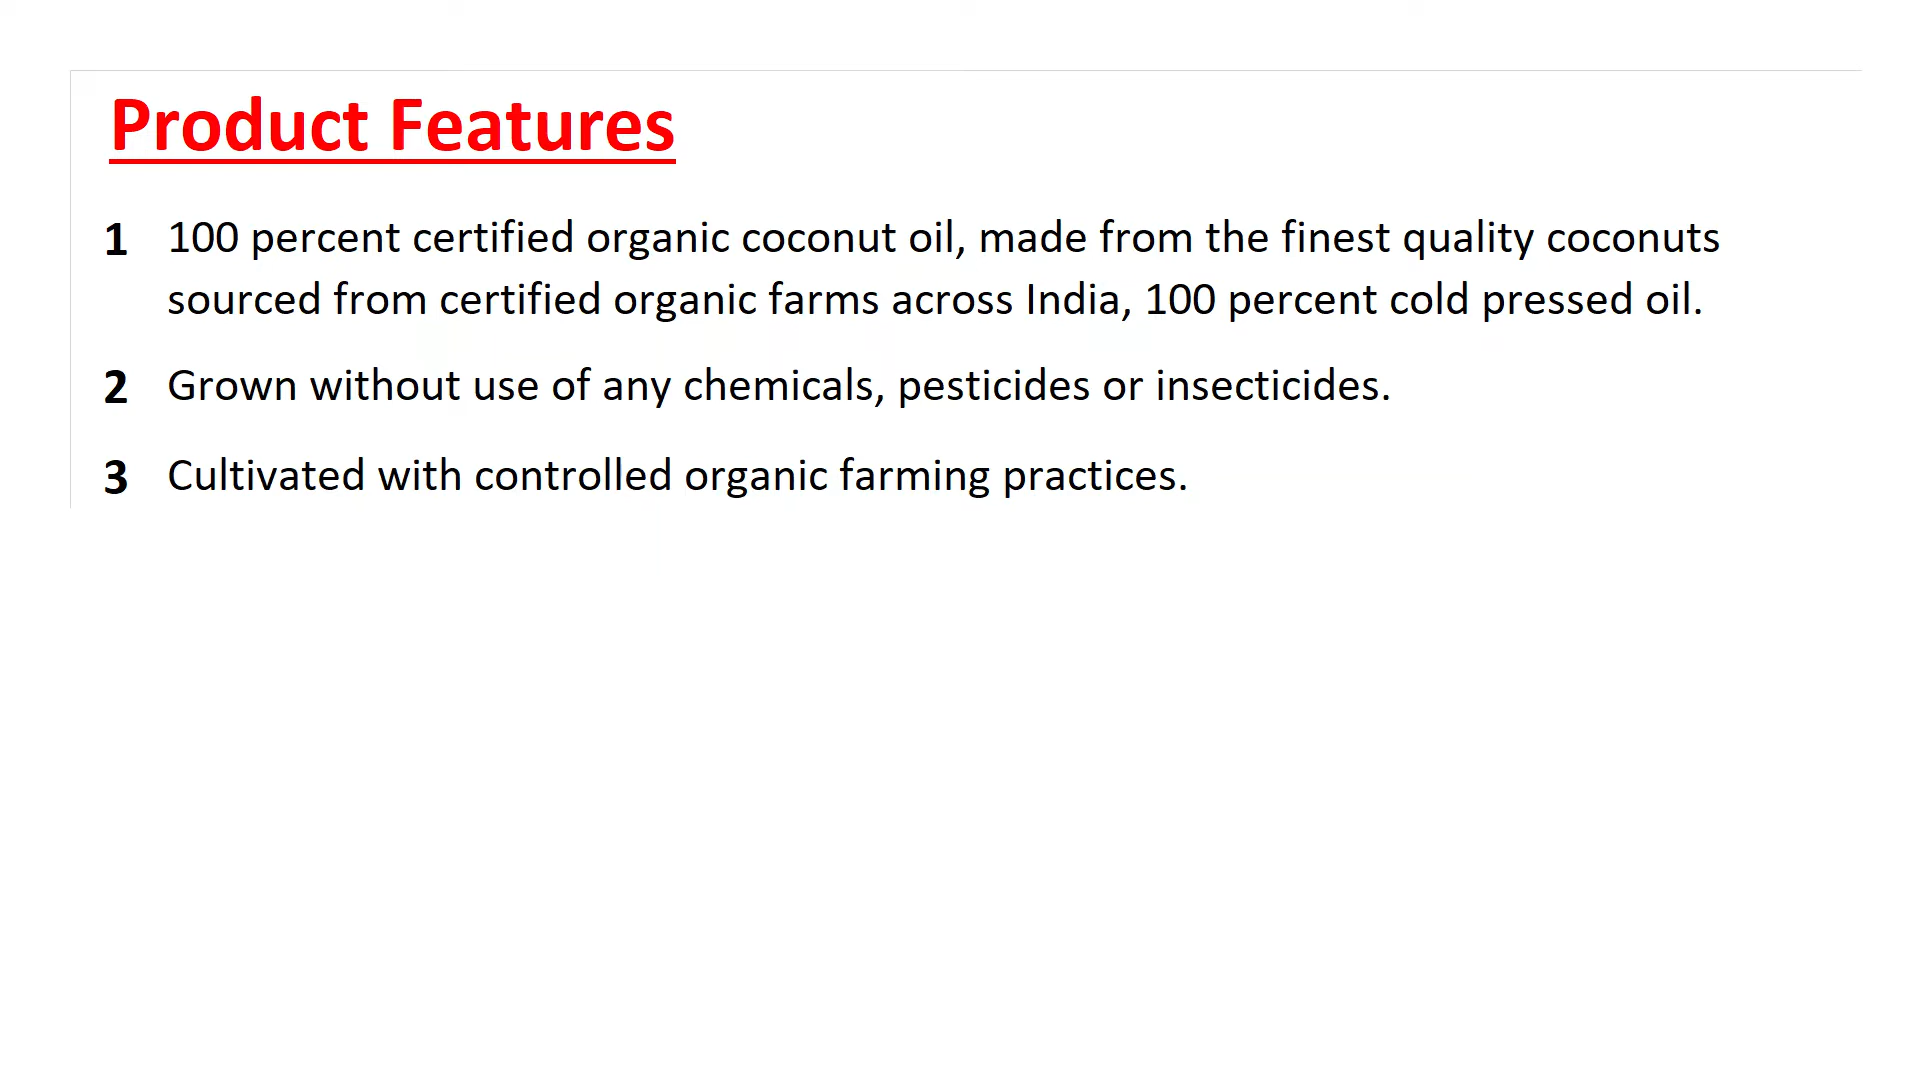 Product Features
1 100 percent certified organic coconut oil, made from the finest quality coconuts
sourced from certified organic farms across India, 100 percent cold pressed oil.
2 Grown without use of any chemicals, pesticides or insecticides.
3 Cultivated with controlled organic farming practices.